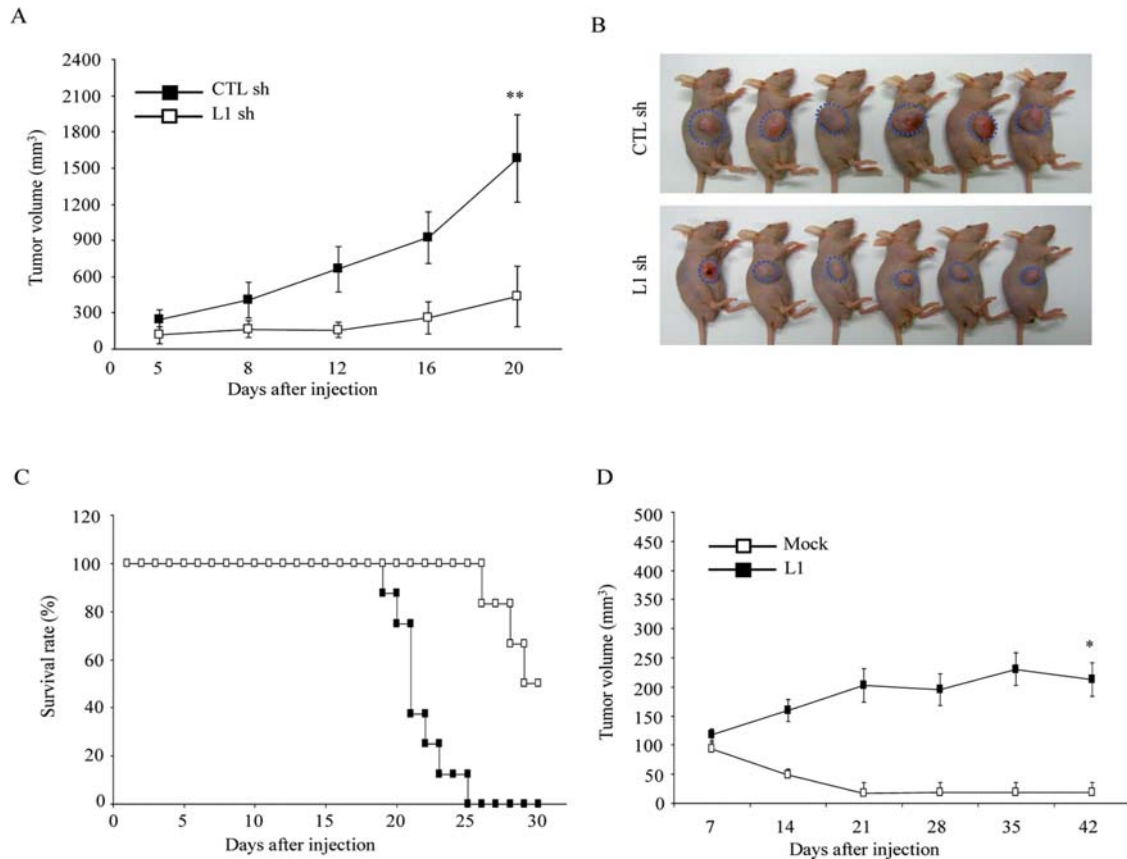 A
Tumor volume (mm³)
2400
2100
1800
1500
1200
900
600
300
0
CTL sh
L1 sh
**
0 5 8 12 16 20
Days after injection
B
CTL sh
L1 sh
C
Survival rate (%)
120
100
80
60
40
20
0
0 5 10 15 20 25 30
Days after injection
D
Tumor volume (mm³)
500
450
400
350
300
250
200
150
100
50
0
Mock
L1
*
7 14 21 28 35 42
Days after injection